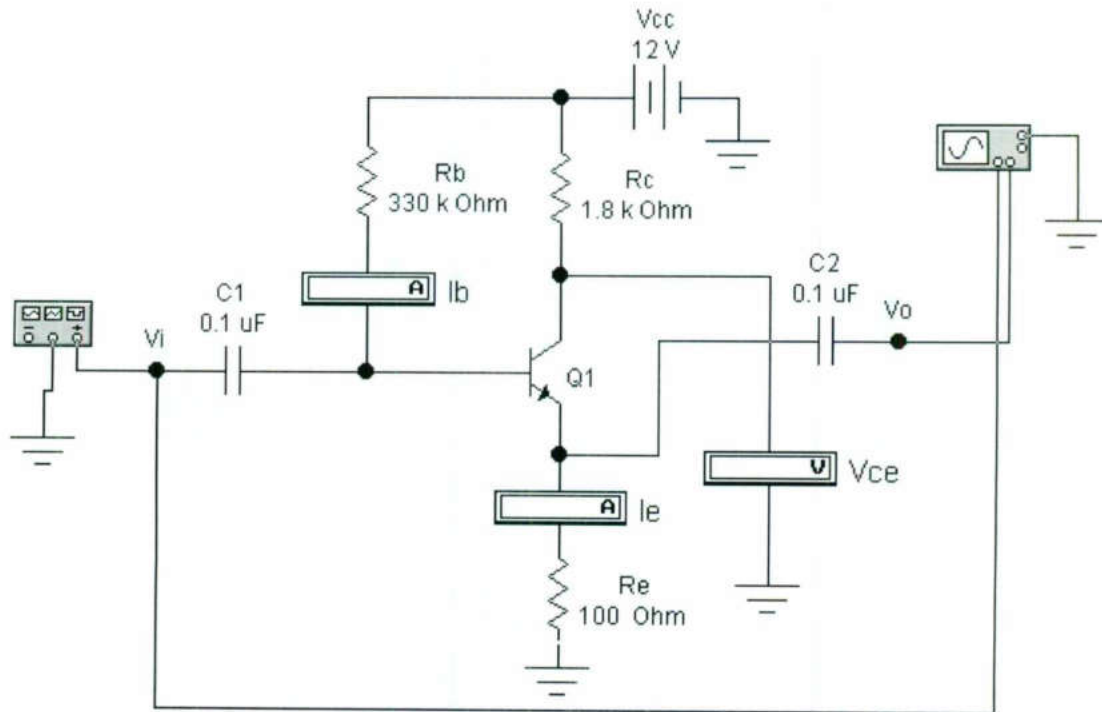 Vcc
12 V
Rb
330 k Ohm
Rc
1.8 k Ohm
A
Ib
C1
0.1 uF
C2
0.1 uF
Vi
Vo
Q1
V
Vce
A
Ie
Re
100 Ohm